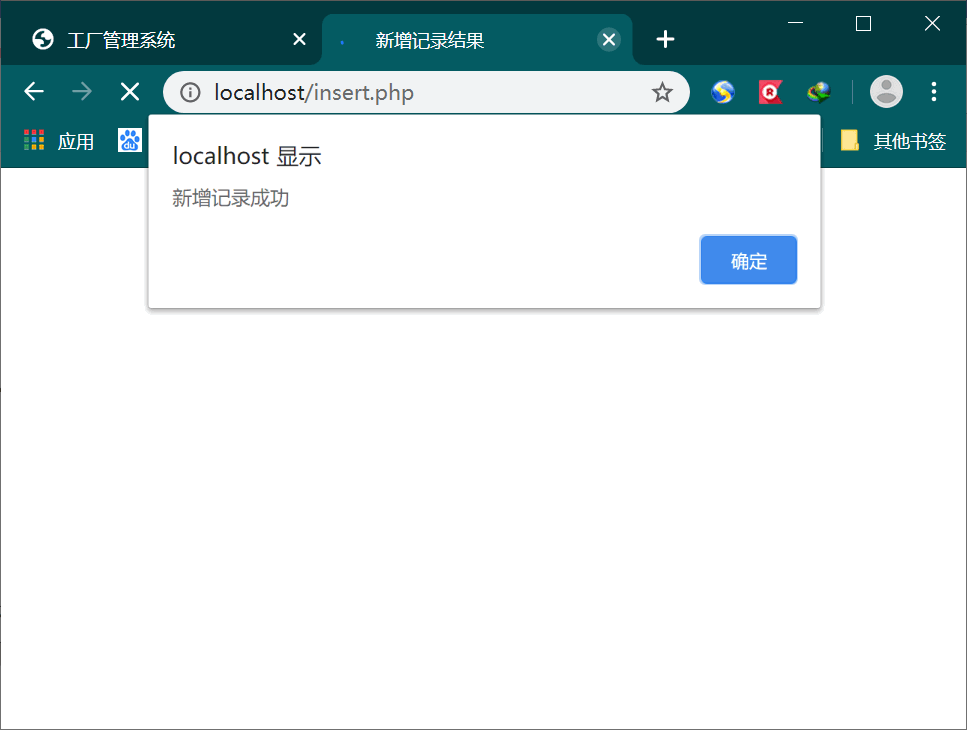 工厂管理系统
新增记录结果
localhost/insert.php
应用
du
其他书签
localhost 显示
新增记录成功
确定